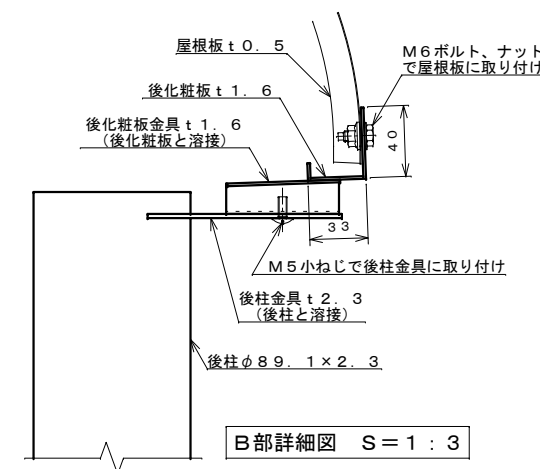 屋根板ｔ０．５
Ｍ６ボルト、ナット
で屋根板に取り付け
後化粧板ｔ１．６
後化粧板金具ｔ１．６
（後化粧板と溶接）
４０
３３
Ｍ５小ねじで後柱金具に取り付け
後柱金具ｔ２．３
（後柱と溶接）
後柱φ８９．１×２．３
Ｂ部詳細図　Ｓ＝１：３